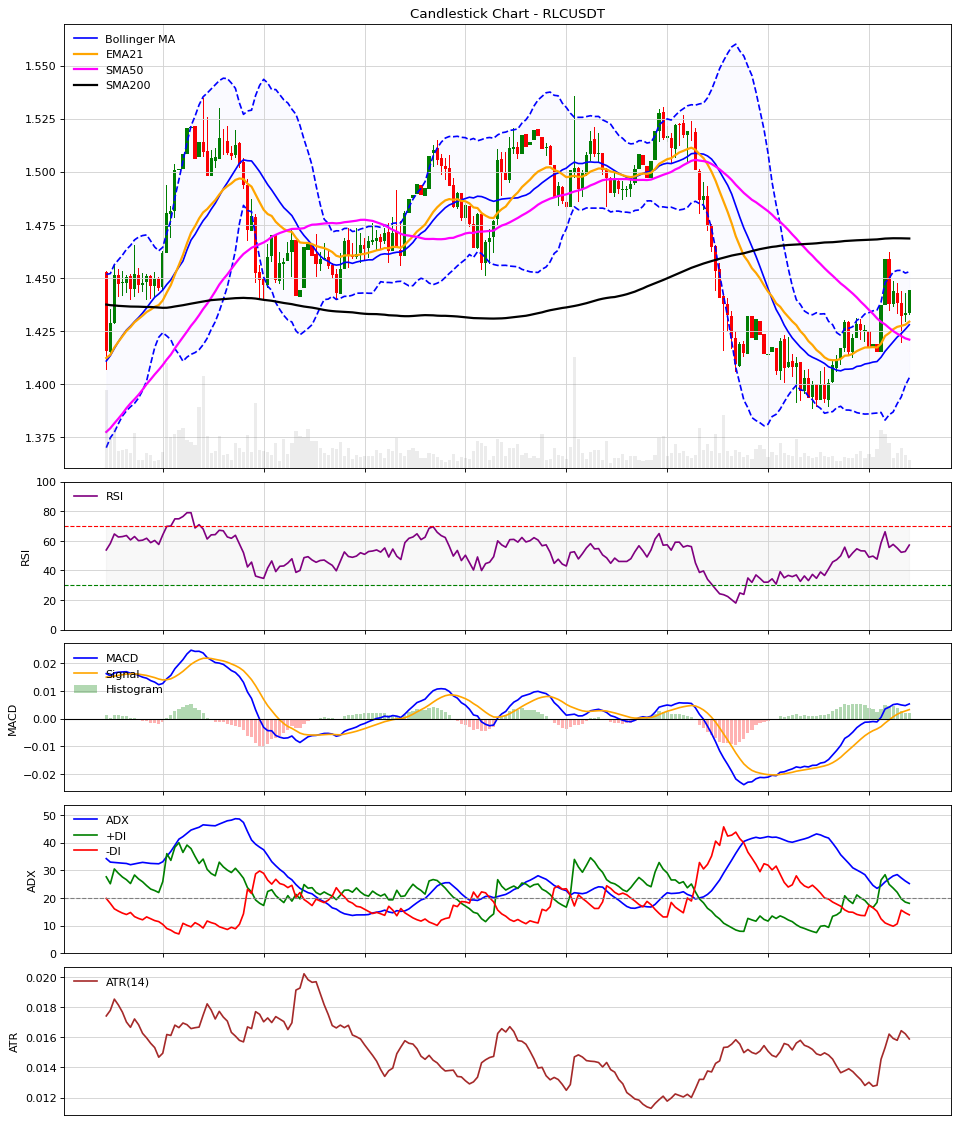 Candlestick Chart - RLCUSDT
Bollinger MA
EMA21
SMA50
SMA200
1.550
1.525
1.500
1.475
1.450
1.425
1.400
1.375
RSI
100
80
60
40
20
0
RSI
MACD
Signal
Histogram
0.02
0.01
0.00
−0.01
−0.02
MACD
ADX
+DI
-DI
50
40
30
20
10
0
ADX
ATR(14)
0.020
0.018
0.016
0.014
0.012
ATR